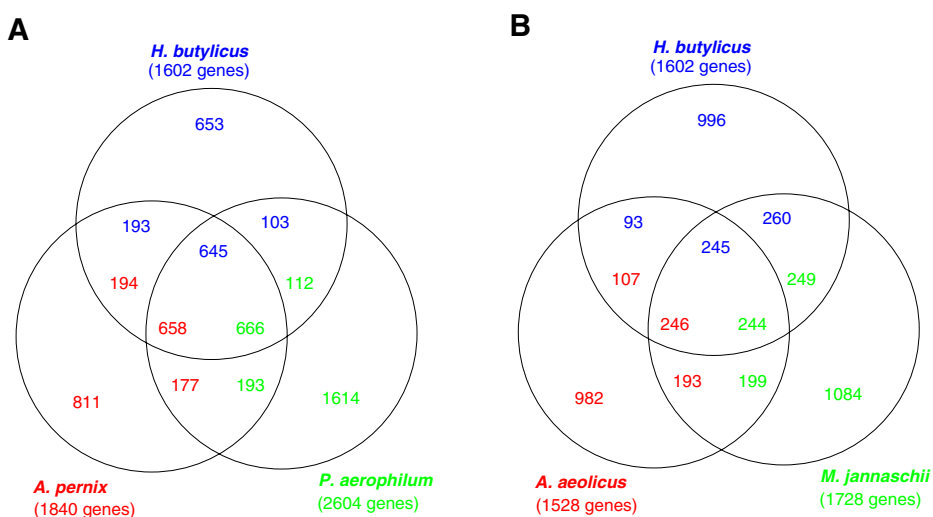 A
H. butylicus
(1602 genes)
653
193
103
645
194
112
658
666
177
193
811
1614
A. pernix
(1840 genes)
P. aerophilum
(2604 genes)
B
H. butylicus
(1602 genes)
996
93
260
245
107
249
246
244
193
199
982
1084
A. aeolicus
(1528 genes)
M. jannaschii
(1728 genes)